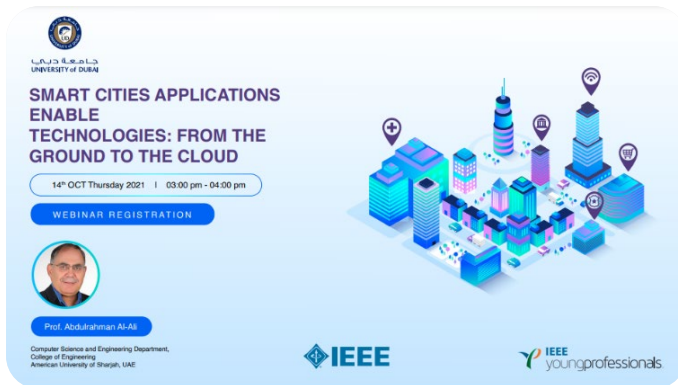 جامعة دبي
UNIVERSITY of DUBAI
SMART CITIES APPLICATIONS
ENABLE
TECHNOLOGIES: FROM THE
GROUND TO THE CLOUD
14th OCT Thursday 2021 | 03:00 pm - 04:00 pm
WEBINAR REGISTRATION
Prof. Abdulrahman Al-Ali
Computer Science and Engineering Department,
College of Engineering
American University of Sharjah, UAE
IEEE
IEEE
youngprofessionals